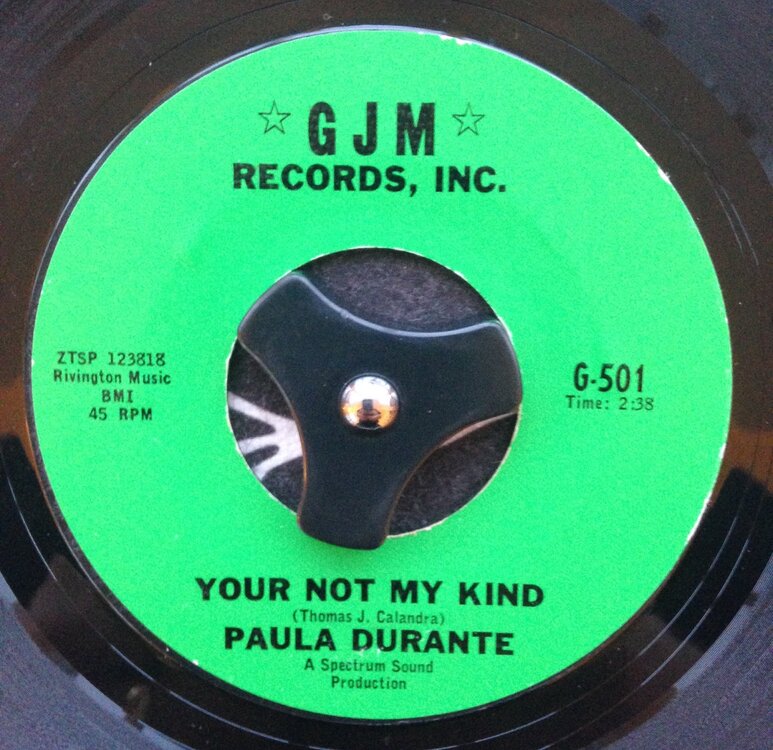 ☆ GJM ☆
RECORDS, INC.
ZTSP 123818
Rivington Music
BMI
45 RPM
G-501
Time: 2:38
YOUR NOT MY KIND
(Thomas J. Calandra)
PAULA DURANTE
A Spectrum Sound
Production